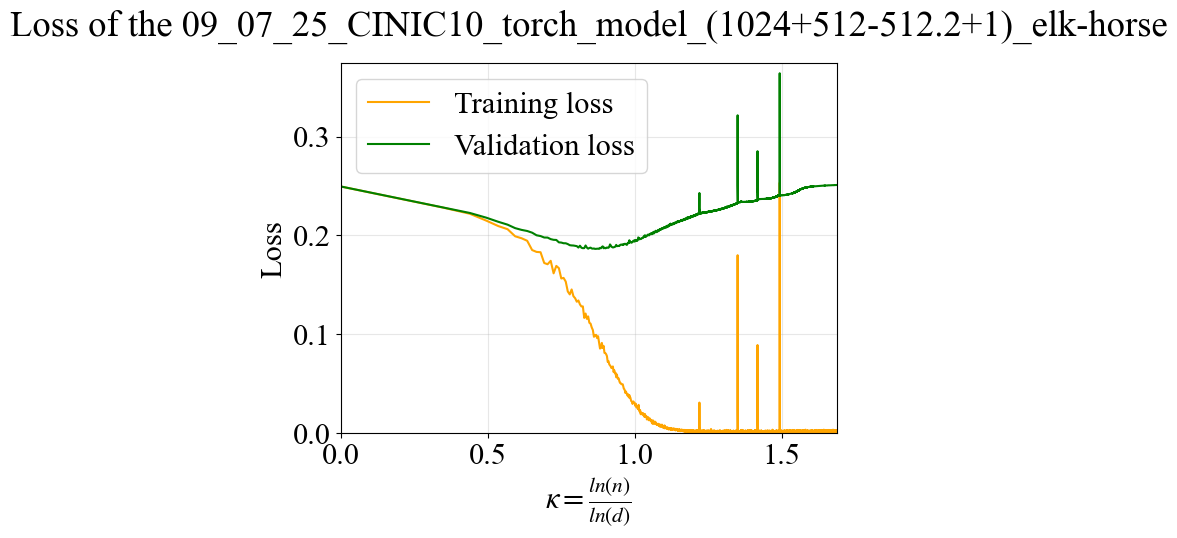 Loss of the 09_07_25_CINIC10_torch_model_(1024+512-512.2+1)_elk-horse
Training loss
Validation loss
Loss
0.3
0.2
0.1
0.0
0.0 0.5 1.0 1.5
κ = ln(n) / ln(d)